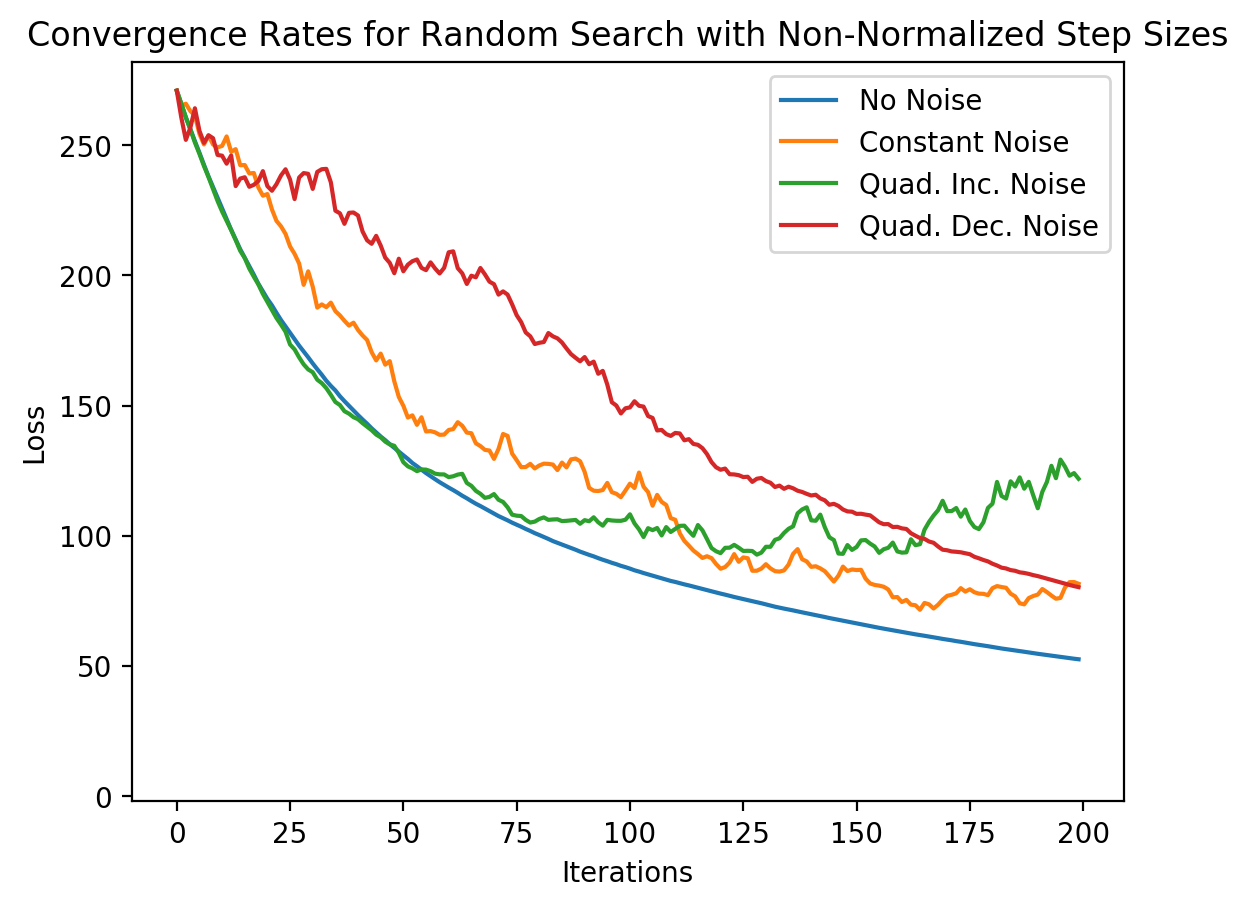 Convergence Rates for Random Search with Non-Normalized Step Sizes
No Noise
Constant Noise
Quad. Inc. Noise
Quad. Dec. Noise
250
200
150
100
50
0
Loss
0 25 50 75 100 125 150 175 200
Iterations